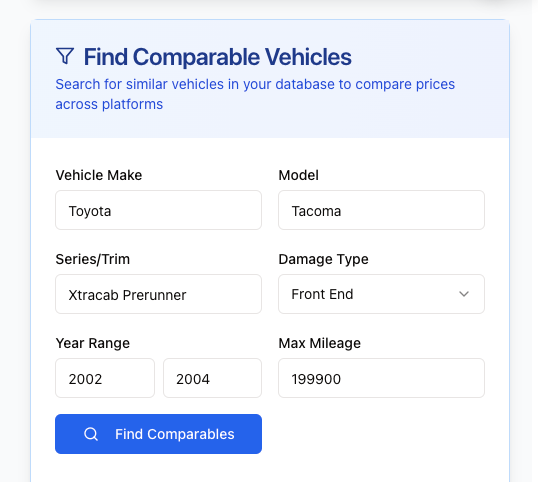 Find Comparable Vehicles
Search for similar vehicles in your database to compare prices
across platforms
Vehicle Make
Model
Toyota
Tacoma
Series/Trim
Damage Type
Xtracab Prerunner
Front End
Year Range
Max Mileage
2002
2004
199900
Find Comparables